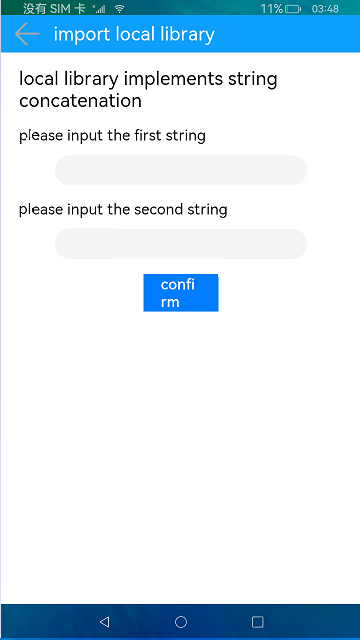 没有 SIM 卡
11%
03:48
import local library
local library implements string
concatenation
please input the first string
please input the second string
confi
rm